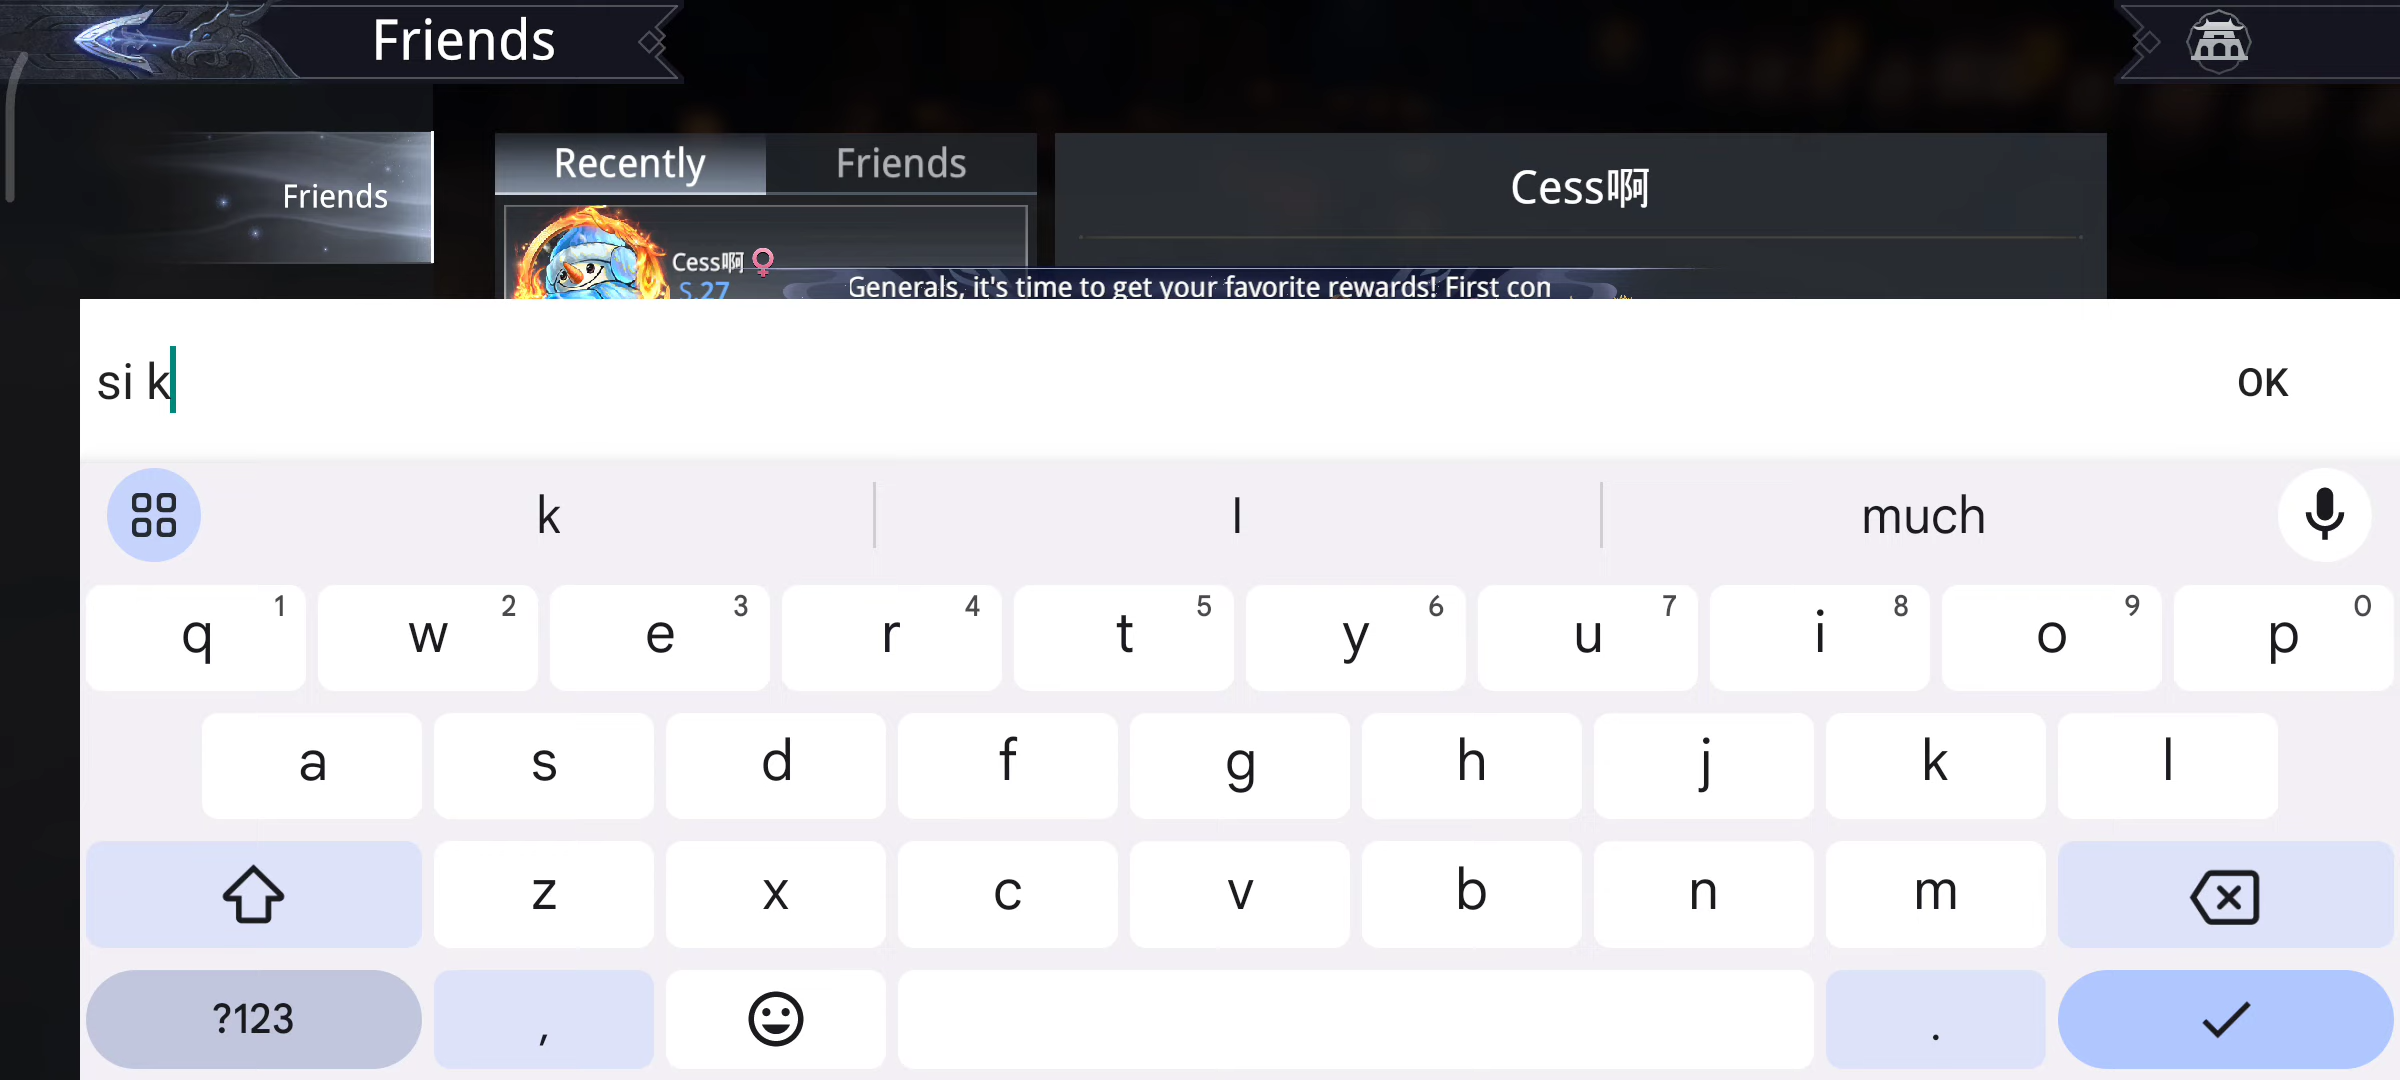 Friends
Friends
Recently
Friends
Cess啊
Cess啊
S.27
Generals, it's time to get your favorite rewards! First con
si k
OK
k
I
much
q 1
w 2
e 3
r 4
t 5
y 6
u 7
i 8
o 9
p 0
a
s
d
f
g
h
j
k
l
z
x
c
v
b
n
m
?123
,
.